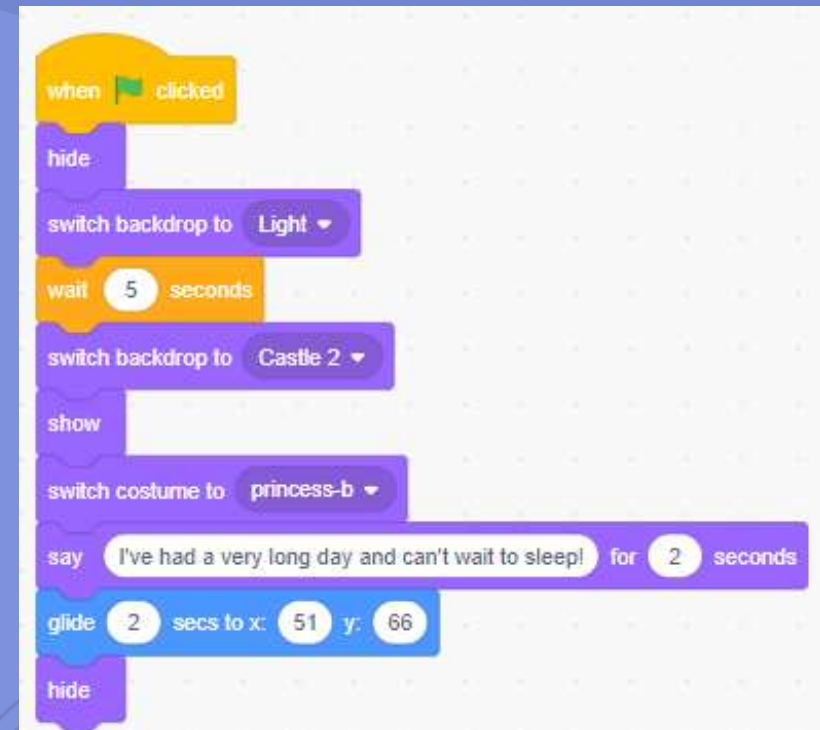 when clicked
hide
switch backdrop to Light
wait 5 seconds
switch backdrop to Castle 2
show
switch costume to princess-b
say I've had a very long day and can't wait to sleep! for 2 seconds
glide 2 secs to x: 51 y: 66
hide